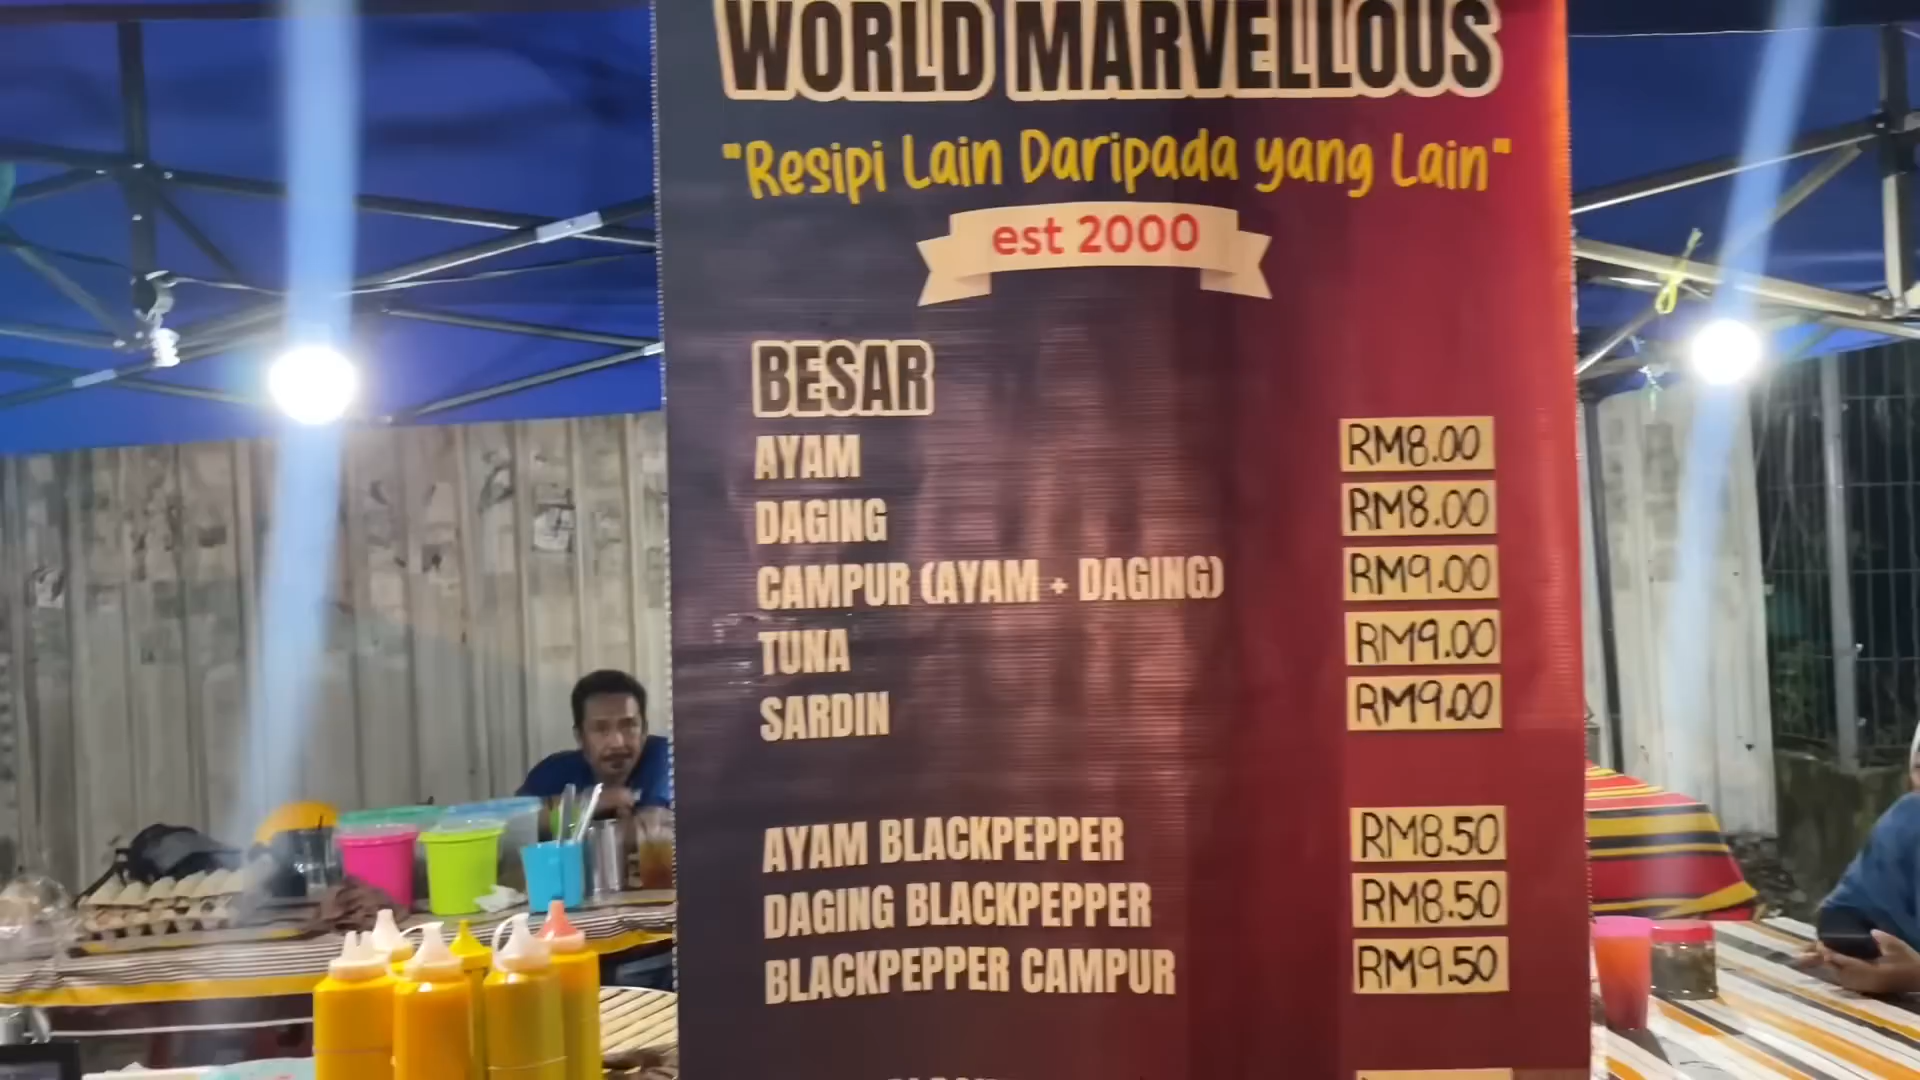 WORLD MARVELLOUS
"Resipi Lain Daripada yang Lain"
est 2000
BESAR
AYAM RM8.00
DAGING RM8.00
CAMPUR (AYAM + DAGING) RM9.00
TUNA RM9.00
SARDIN RM9.00
AYAM BLACKPEPPER RM8.50
DAGING BLACKPEPPER RM8.50
BLACKPEPPER CAMPUR RM9.50